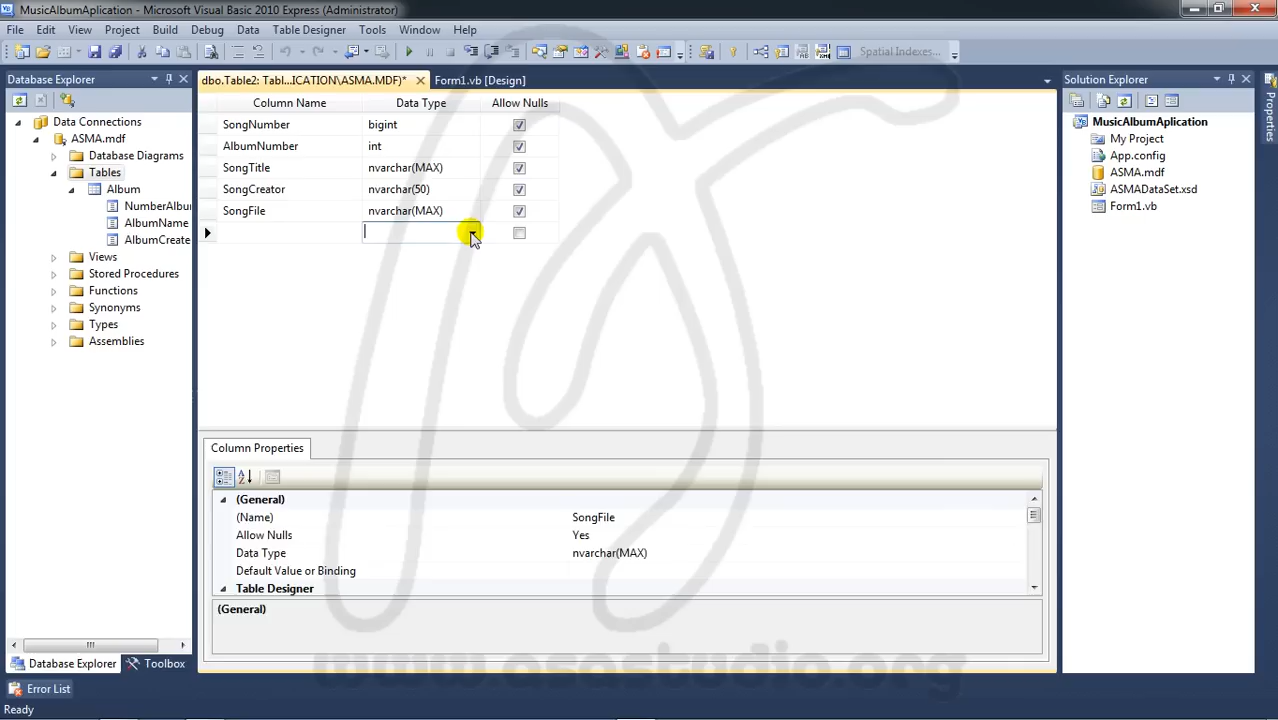 MusicAlbumAplication - Microsoft Visual Basic 2010 Express (Administrator)
File Edit View Project Build Debug Data Table Designer Tools Window Help
Spatial Indexes...
Database Explorer
Data Connections
ASMA.mdf
Database Diagrams
Tables
Album
NumberAlbu
AlbumName
AlbumCreate
Views
Stored Procedures
Functions
Synonyms
Types
Assemblies
Database Explorer Toolbox
dbo.Table2: Tabl...ICATION\ASMA.MDF)* Form1.vb [Design]
Column Name Data Type Allow Nulls
SongNumber bigint
AlbumNumber int
SongTitle nvarchar(MAX)
SongCreator nvarchar(50)
SongFile nvarchar(MAX)
Column Properties
(General)
(Name) SongFile
Allow Nulls Yes
Data Type nvarchar(MAX)
Default Value or Binding
Table Designer
(General)
www.asastudio.org
Solution Explorer
MusicAlbumAplication
My Project
App.config
ASMA.mdf
ASMADataSet.xsd
Form1.vb
Properties
Error List
Ready